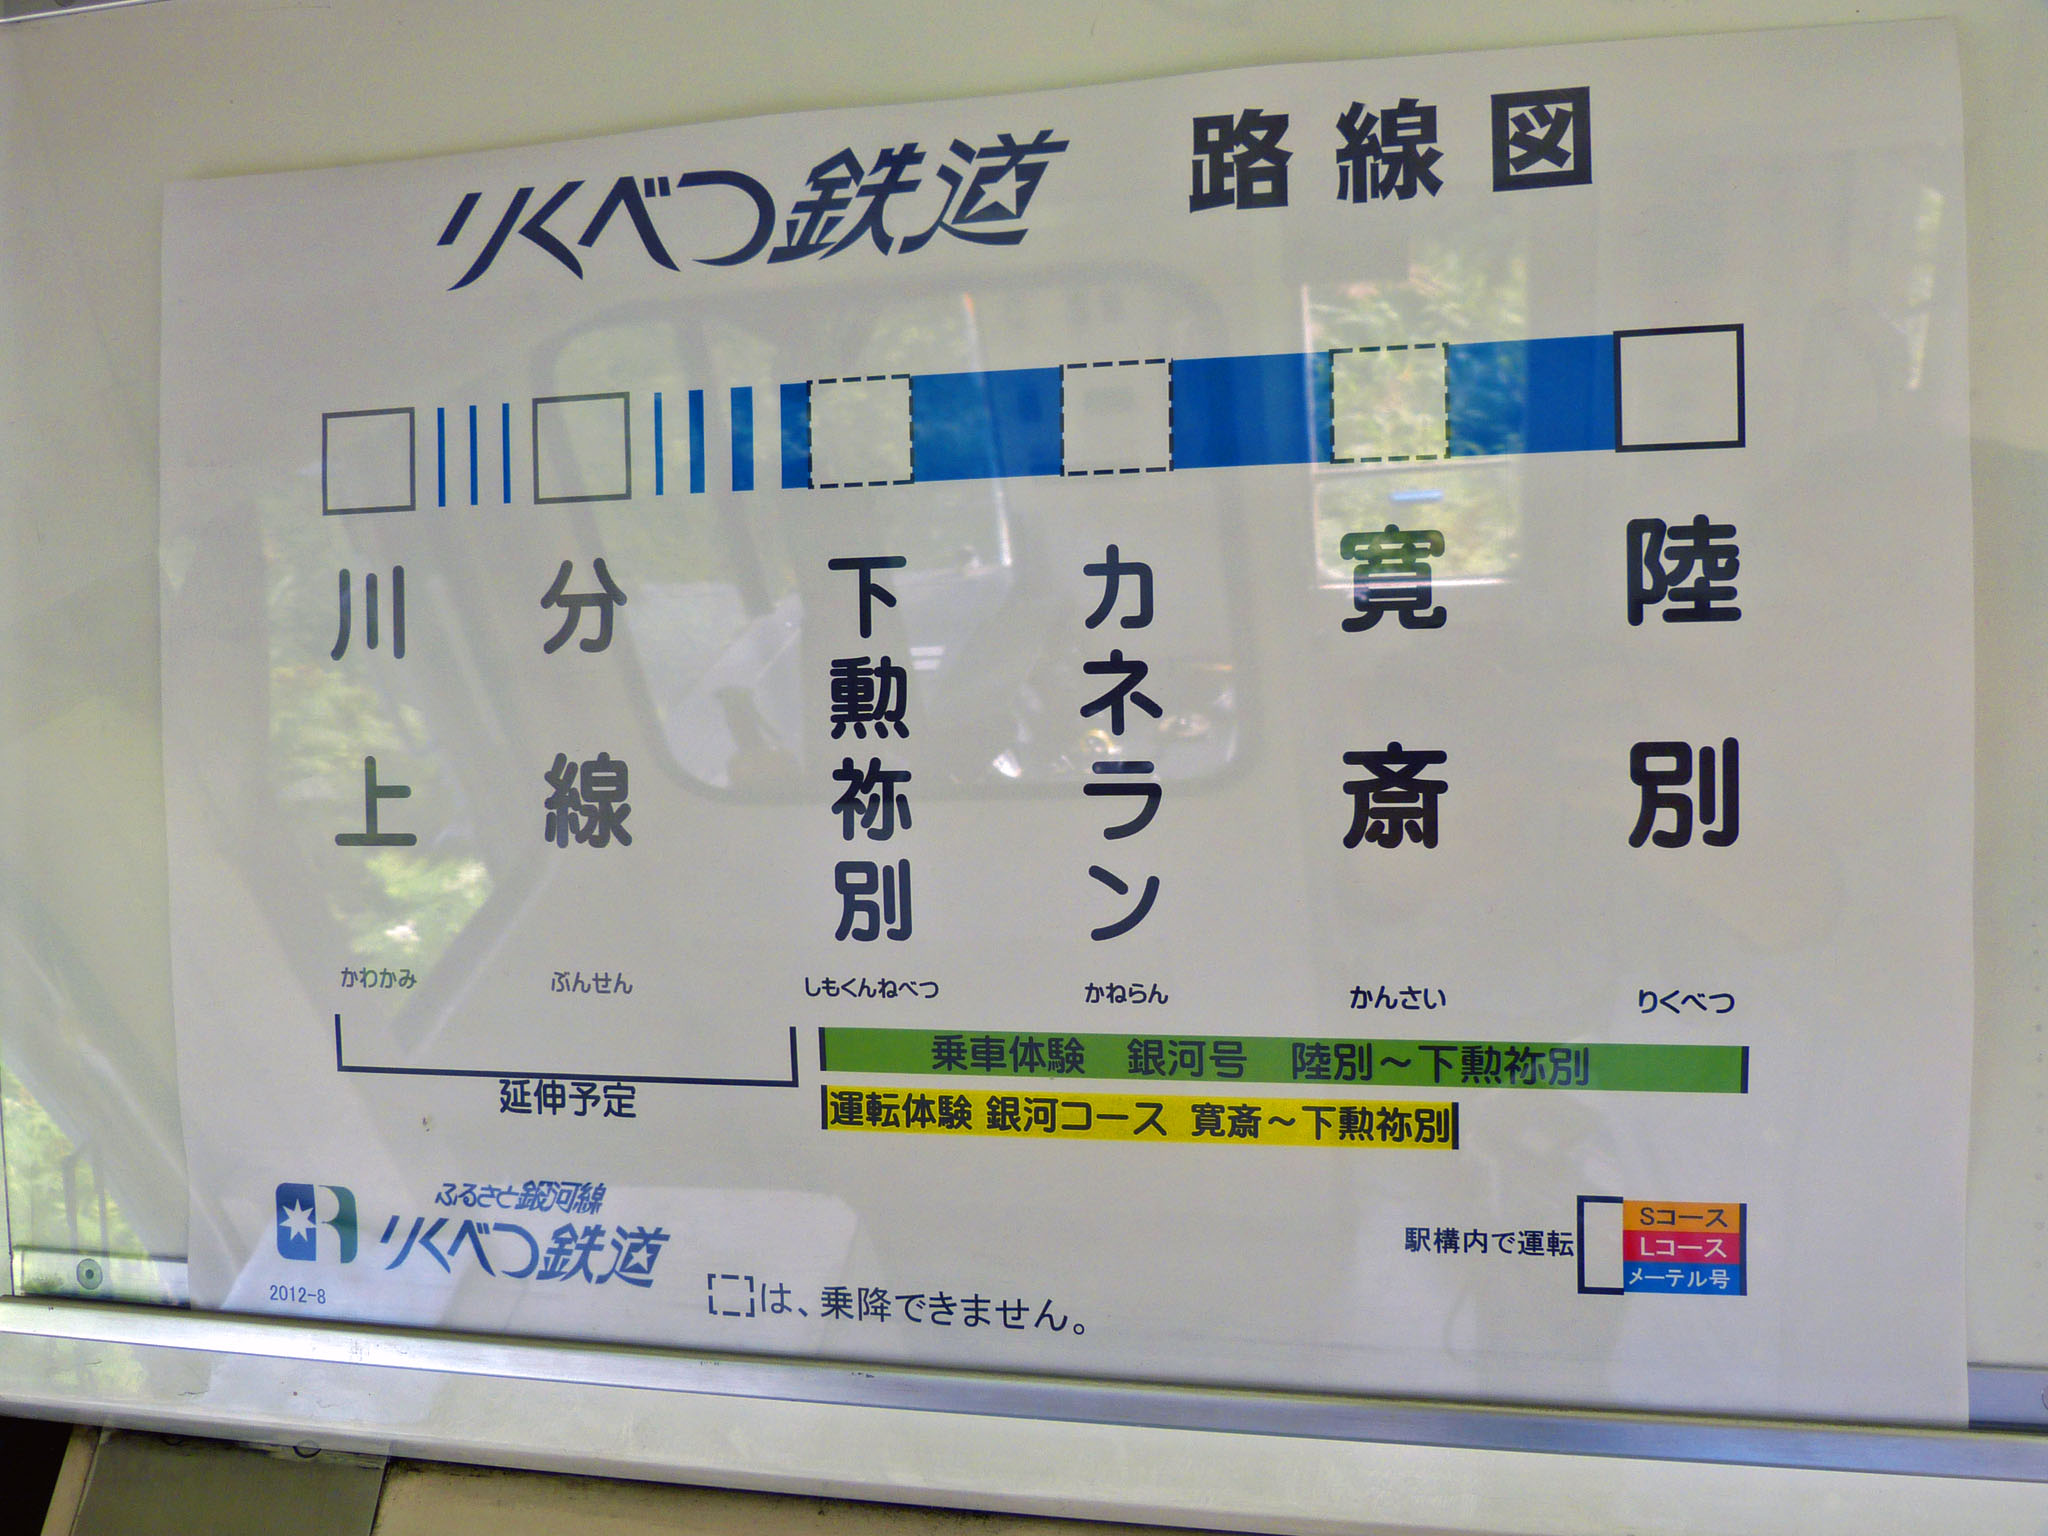 りくべつ鉄道 路線図
川上
分線
下勲祢別
カネラン
寛斎
陸別
かわかみ
ぶんせん
しもくんねべつ
かねらん
かんさい
りくべつ
延伸予定
乗車体験 銀河号 陸別～下勲祢別
運転体験 銀河コース 寛斎～下勲祢別
ふるさと銀河線
りくべつ鉄道
2012-8
は、乗降できません。
駅構内で運転
Sコース
Lコース
メーテル号